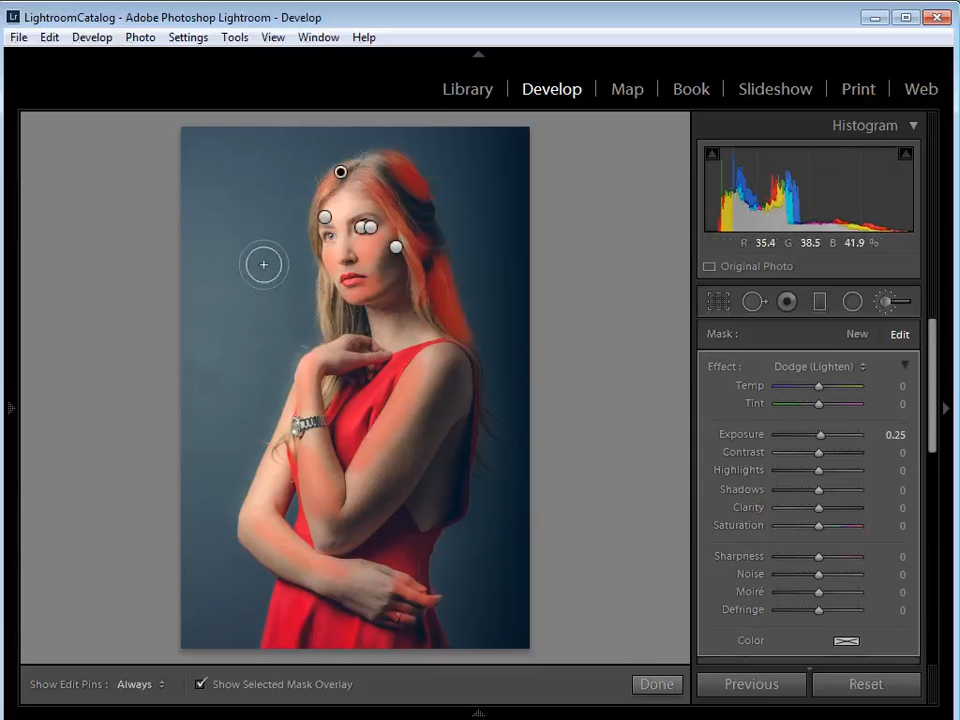 Lr LightroomCatalog - Adobe Photoshop Lightroom - Develop
File Edit Develop Photo Settings Tools View Window Help
Library | Develop | Map | Book | Slideshow | Print | Web
Histogram
R 35.4 G 38.5 B 41.9 %
Original Photo
Mask : New Edit
Effect : Dodge (Lighten)
Temp 0
Tint 0
Exposure 0.25
Contrast 0
Highlights 0
Shadows 0
Clarity 0
Saturation 0
Sharpness 0
Noise 0
Moiré 0
Defringe 0
Color
Show Edit Pins : Always Show Selected Mask Overlay Done Previous Reset